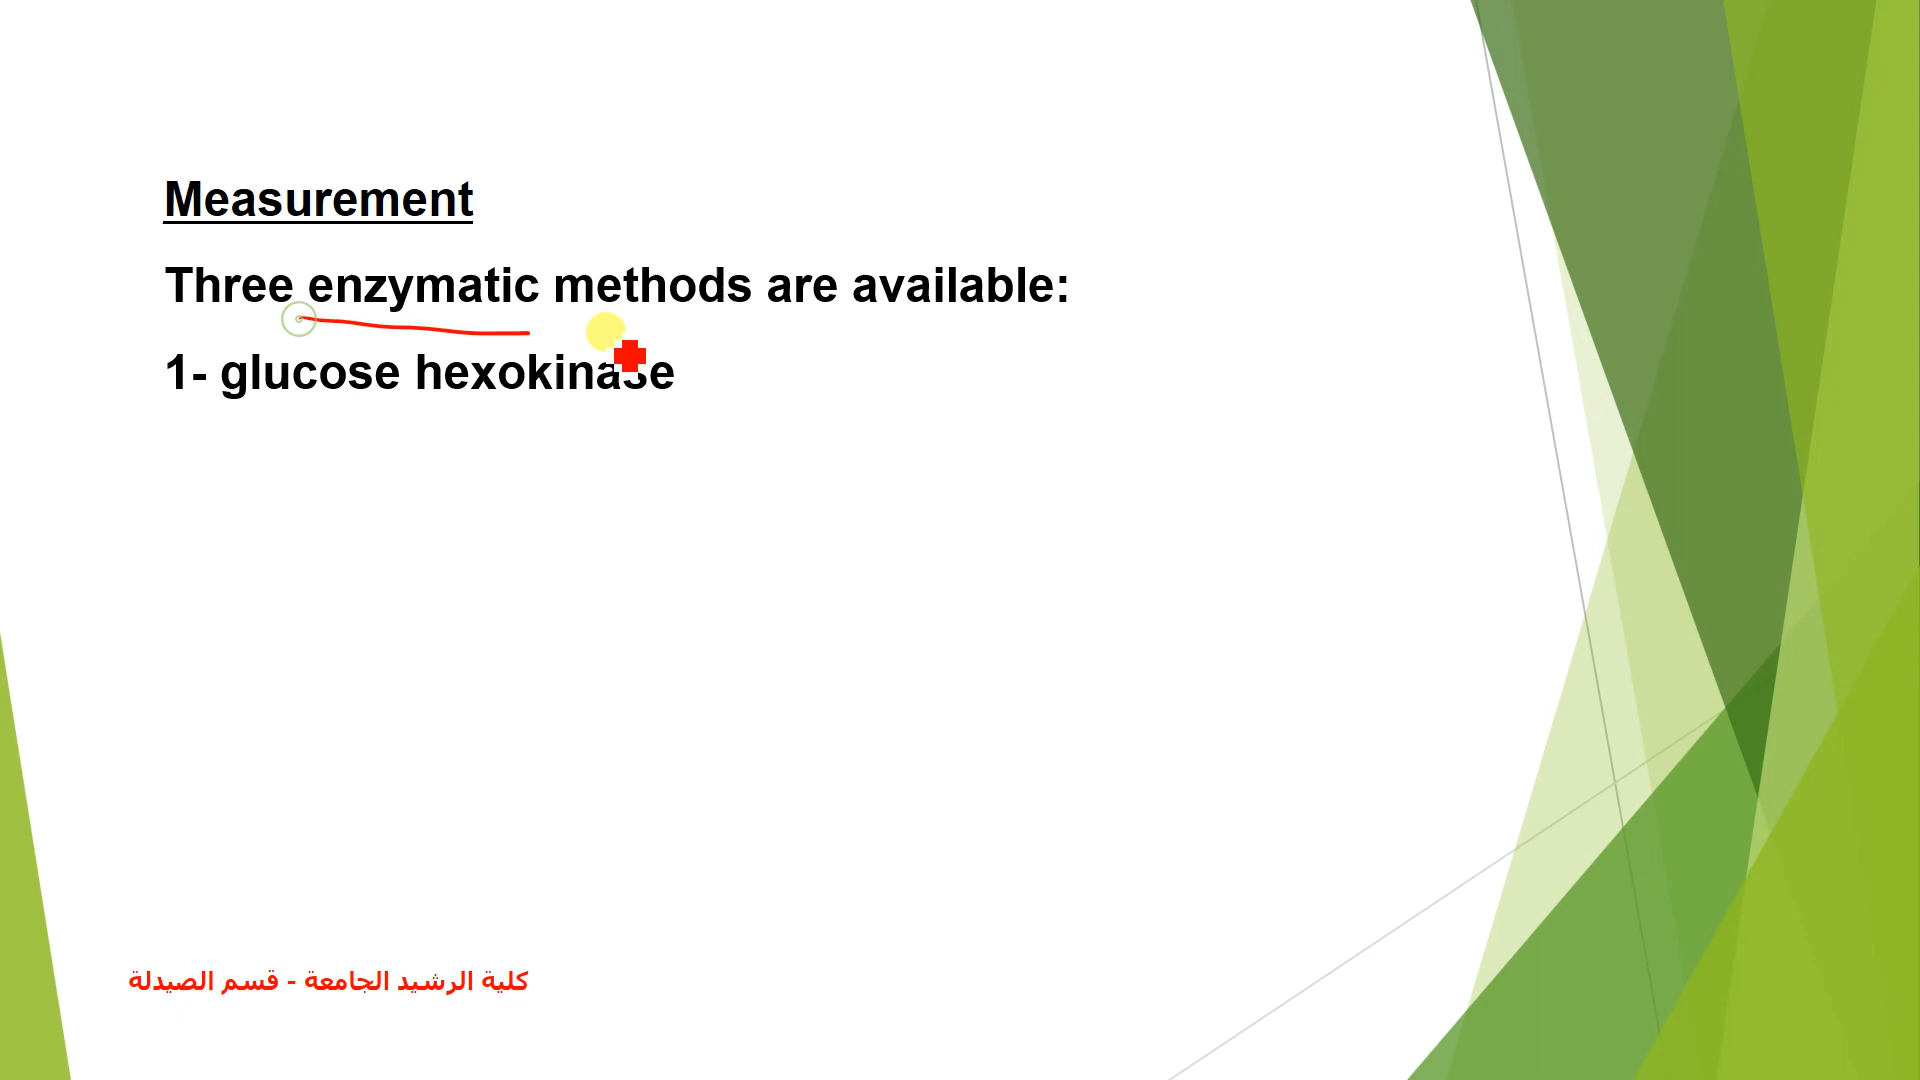 Measurement
Three enzymatic methods are available:
1- glucose hexokinase
كلية الرشيد الجامعة - قسم الصيدلة